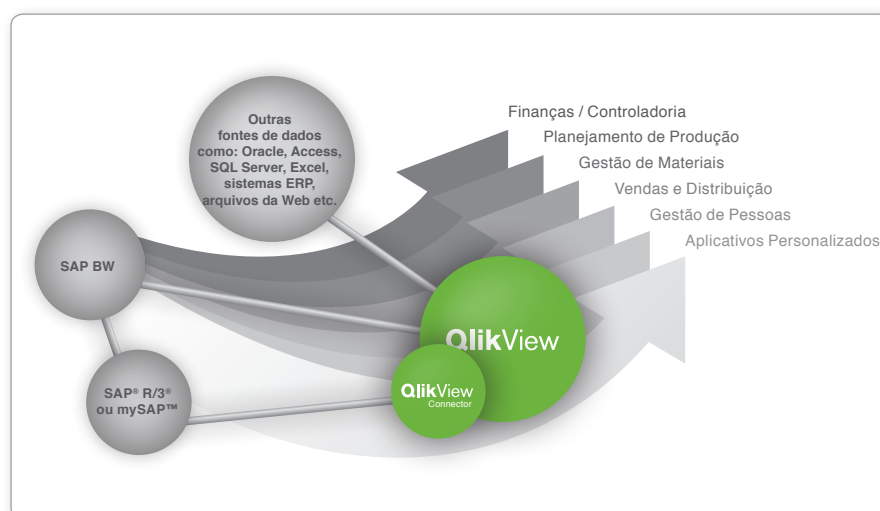 Outras
fontes de dados
como: Oracle, Access,
SQL Server, Excel,
sistemas ERP,
arquivos da Web etc.
Finanças / Controladoria
Planejamento de Produção
Gestão de Materiais
Vendas e Distribuição
Gestão de Pessoas
Aplicativos Personalizados
SAP BW
QlikView
SAP® R/3®
ou mySAP™
QlikView
Connector